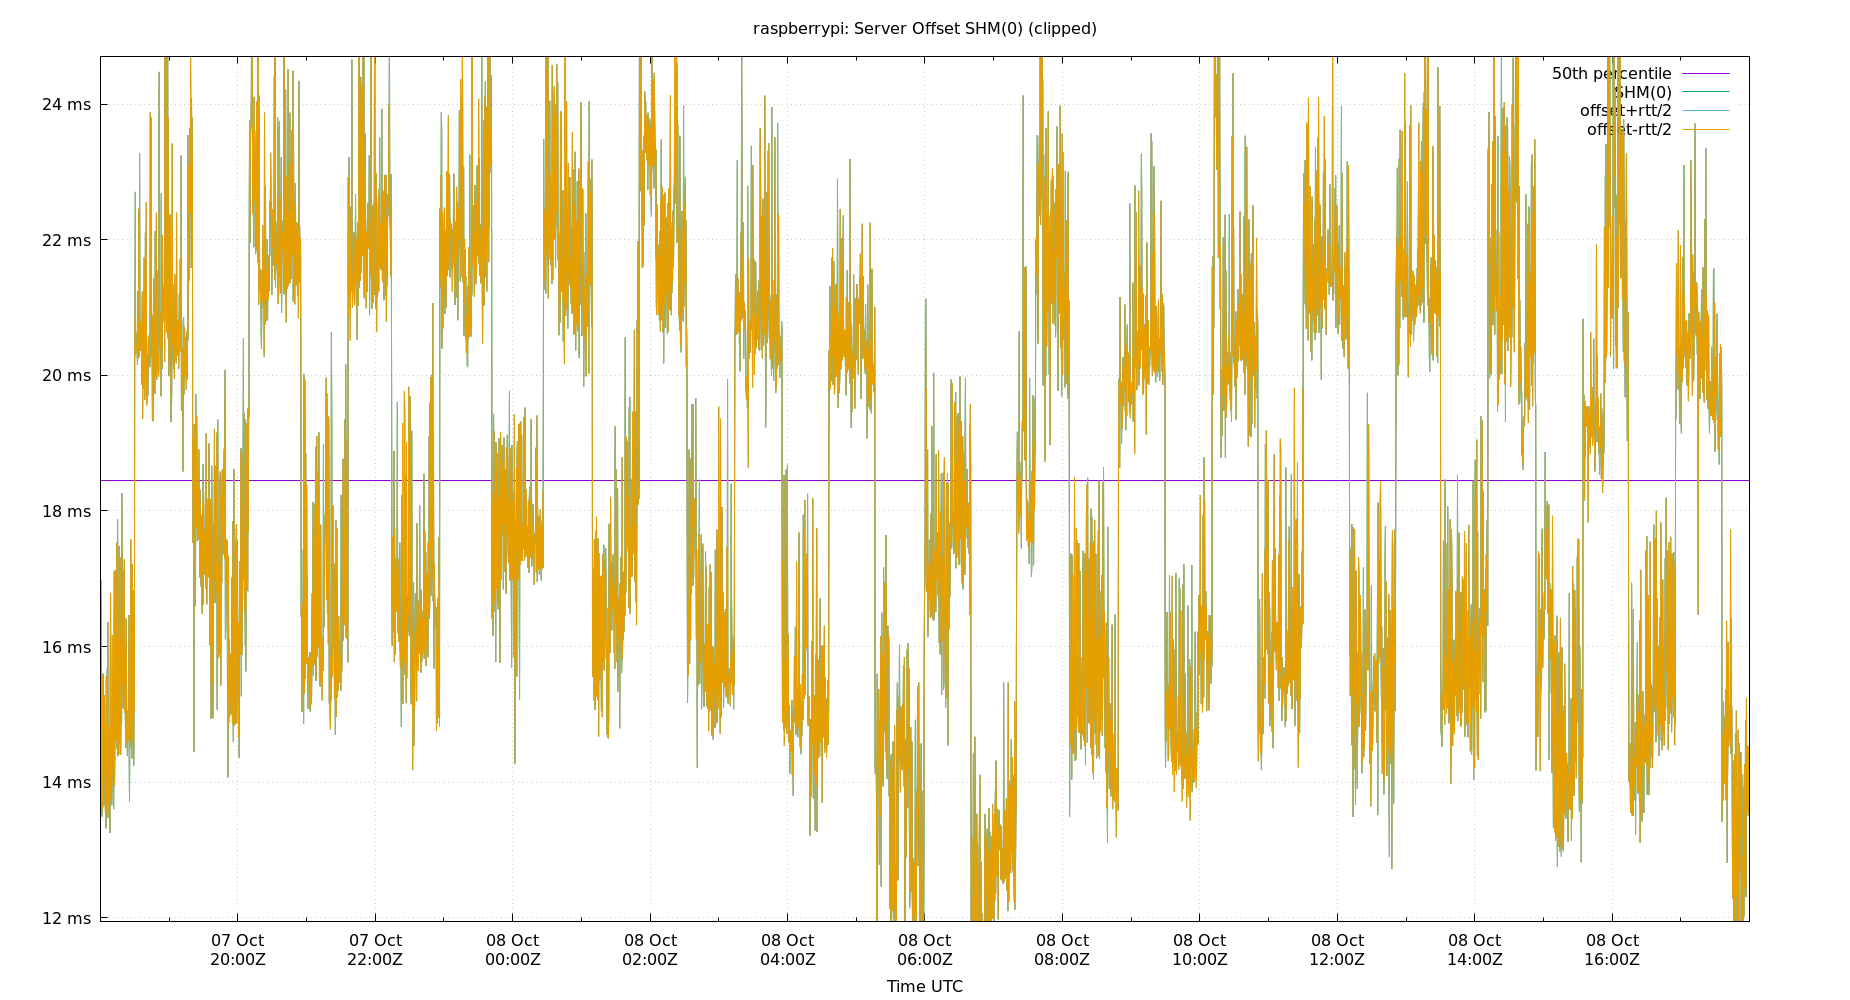 raspberrypi: Server Offset SHM(0) (clipped)
50th percentile
SHM(0)
offset+rtt/2
offset-rtt/2
24 ms
22 ms
20 ms
18 ms
16 ms
14 ms
12 ms
07 Oct 07 Oct 08 Oct 08 Oct 08 Oct 08 Oct 08 Oct 08 Oct 08 Oct 08 Oct 08 Oct
20:00Z 22:00Z 00:00Z 02:00Z 04:00Z 06:00Z 08:00Z 10:00Z 12:00Z 14:00Z 16:00Z
Time UTC